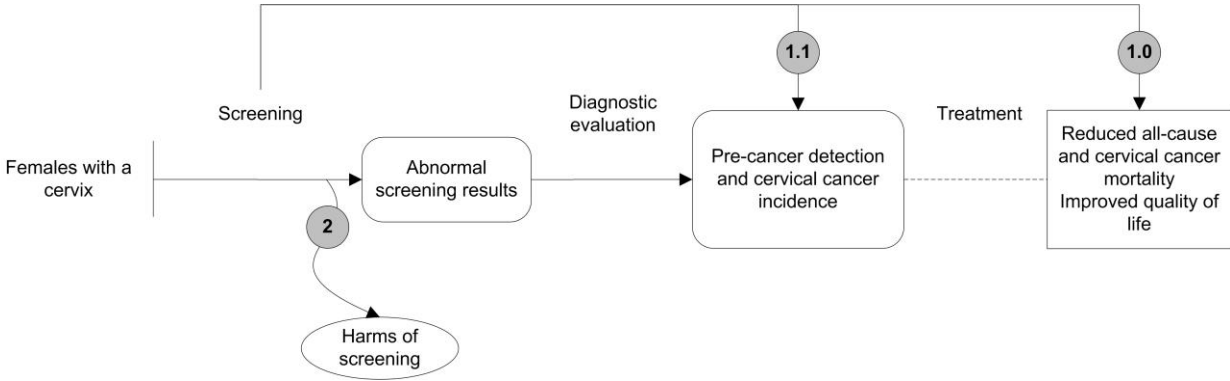 1.1
1.0
Screening
Diagnostic
evaluation
Treatment
Females with a
cervix
Abnormal
screening results
Pre-cancer detection
and cervical cancer
incidence
Reduced all-cause
and cervical cancer
mortality
Improved quality of
life
2
Harms of
screening